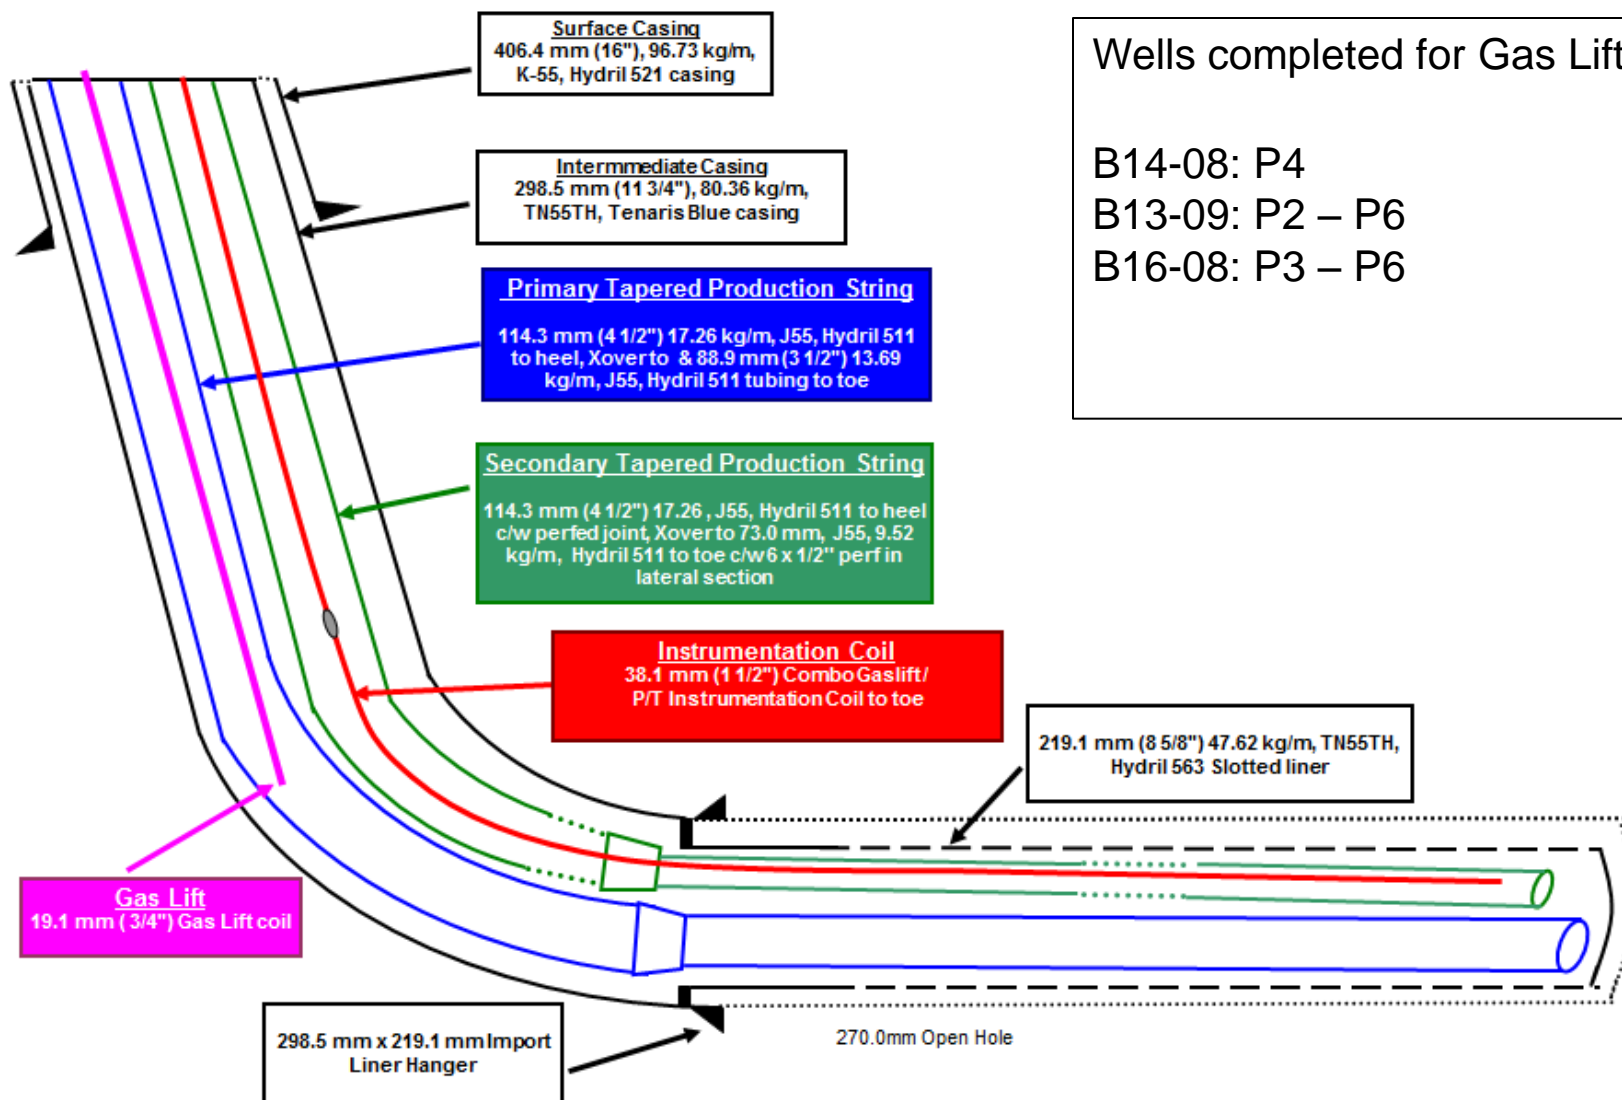 Surface Casing
406.4 mm (16"), 96.73 kg/m,
K-55, Hydril 521 casing
Wells completed for Gas Lift
B14-08: P4
B13-09: P2 – P6
B16-08: P3 – P6
Intermmediate Casing
298.5 mm (11 3/4"), 80.36 kg/m,
TN55TH, Tenaris Blue casing
Primary Tapered Production String
114.3 mm (4 1/2") 17.26 kg/m, J55, Hydril 511
to heel, Xover to & 88.9 mm (3 1/2") 13.69
kg/m, J55, Hydril 511 tubing to toe
Secondary Tapered Production String
114.3 mm (4 1/2") 17.26 , J55, Hydril 511 to heel
c/w perfed joint, Xover to 73.0 mm, J55, 9.52
kg/m, Hydril 511 to toe c/w 6 x 1/2" perf in
lateral section
Instrumentation Coil
38.1 mm (1 1/2") Combo Gaslift /
P/T Instrumentation Coil to toe
219.1 mm (8 5/8") 47.62 kg/m, TN55TH,
Hydril 563 Slotted liner
Gas Lift
19.1 mm ( 3/4") Gas Lift coil
298.5 mm x 219.1 mm Import
Liner Hanger
270.0mm Open Hole